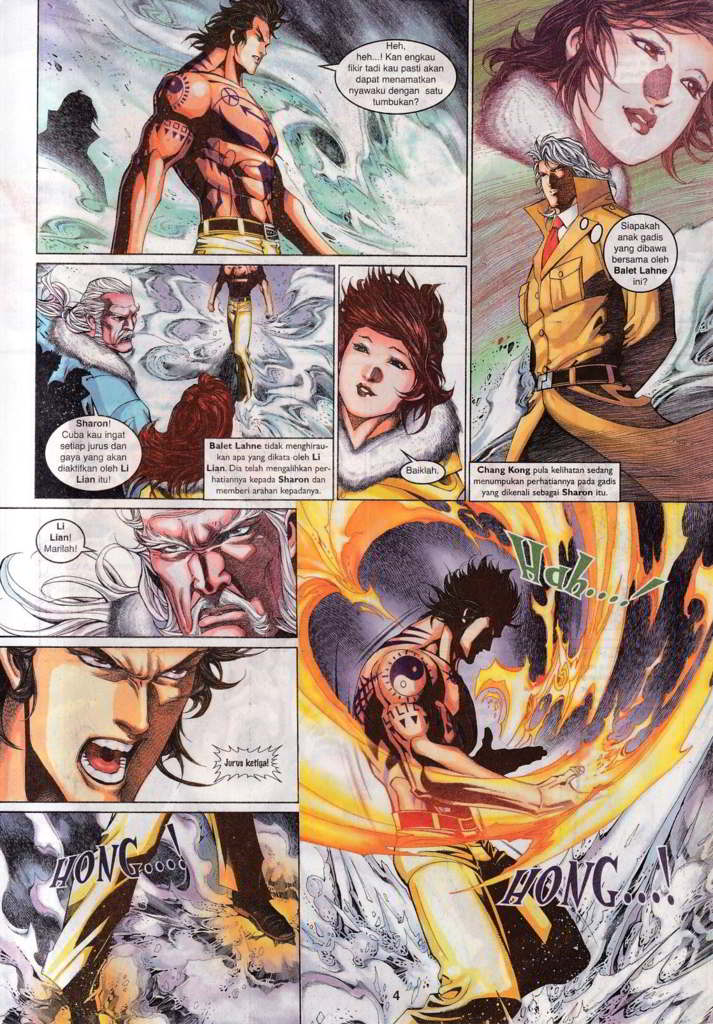 Heh,
heh...! Kan engkau
fikir tadi kau pasti akan
dapat menamatkan
nyawaku dengan satu
tumbukan?
Siapakah
anak gadis
yang dibawa
bersama oleh
Balet Lahne
ini?
Chang Kong pula kelihatan sedang
menumpukan perhatiannya pada gadis
yang dikenali sebagai Sharon itu.
Sharon!
Cuba kau ingat
setiap jurus dan
gaya yang akan
diaktifkan oleh Li
Lian itu!
Balet Lahne tidak menghirau-
kan apa yang dikata oleh Li
Lian. Dia telah mengalihkan per-
hatiannya kepada Sharon dan
memberi arahan kepadanya.
Baiklah.
Li
Lian!
Marilah!
Jurus ketiga!
Hah....!
HONG...!
HONG....!
4